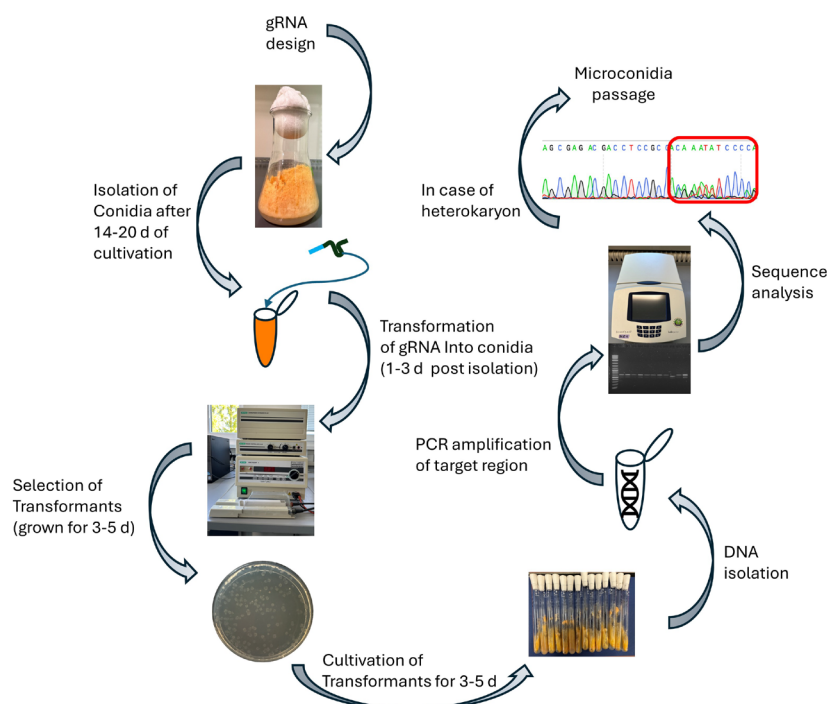 gRNA
design
Isolation of
Conidia after
14-20 d of
cultivation
Transformation
of gRNA Into conidia
(1-3 d post isolation)
Selection of
Transformants
(grown for 3-5 d)
Cultivation of
Transformants for 3-5 d
DNA
isolation
PCR amplification
of target region
Sequence
analysis
In case of
heterokaryon
Microconidia
passage